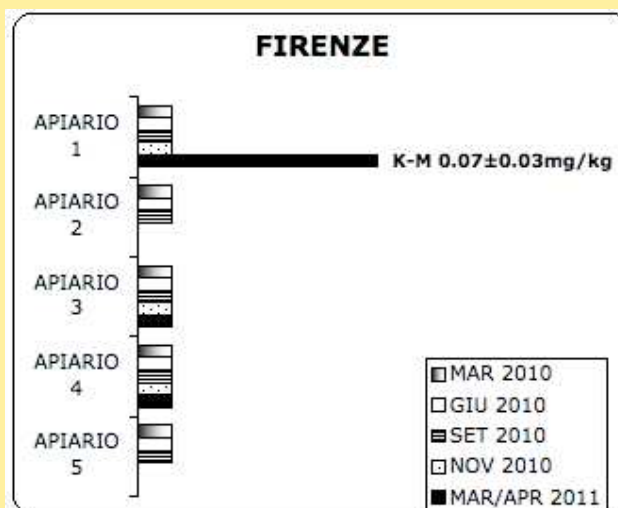 FIRENZE
APIARIO
1
K-M 0.07±0.03mg/kg
APIARIO
2
APIARIO
3
APIARIO
4
APIARIO
5
MAR 2010
GIU 2010
SET 2010
NOV 2010
MAR/APR 2011